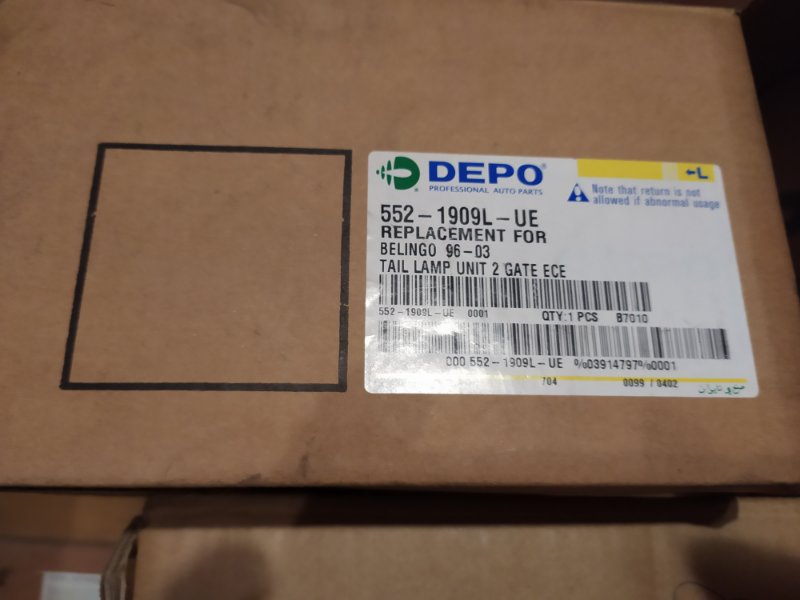 ←L
DEPO®
PROFESSIONAL AUTO PARTS
Note that return is not
allowed if abnormal usage
552-1909L-UE
REPLACEMENT FOR
BELINGO 96-03
TAIL LAMP UNIT 2 GATE ECE
552-1909L-UE 0001 QTY:1 PCS B7010
000 552-1909L-UE %03914797%0001
704 0099 / 0402